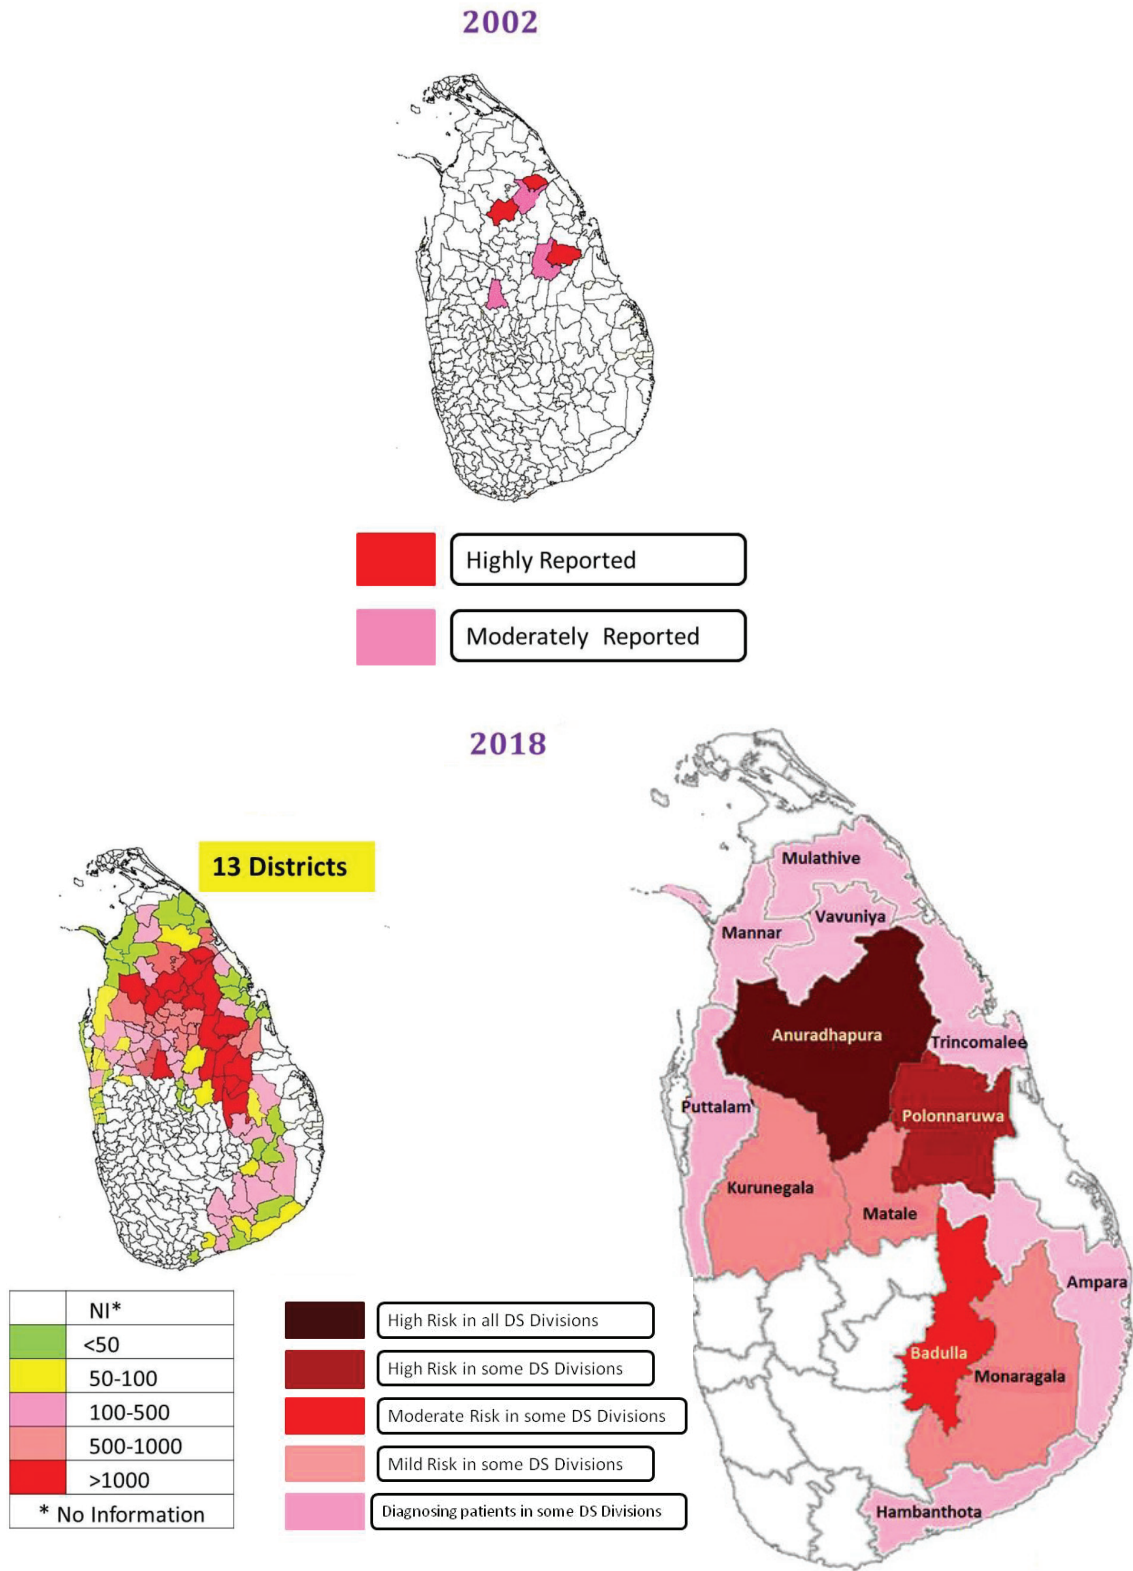 2002
Highly Reported
Moderately Reported
2018
13 Districts
Mulathive
Vavuniya
Mannar
Anuradhapura
Trincomalee
Puttalam
Polonnaruwa
Kurunegala
Matale
Ampara
Badulla
Monaragala
Hambanthota
NI*
<50
50-100
100-500
500-1000
>1000
* No Information
High Risk in all DS Divisions
High Risk in some DS Divisions
Moderate Risk in some DS Divisions
Mild Risk in some DS Divisions
Diagnosing patients in some DS Divisions